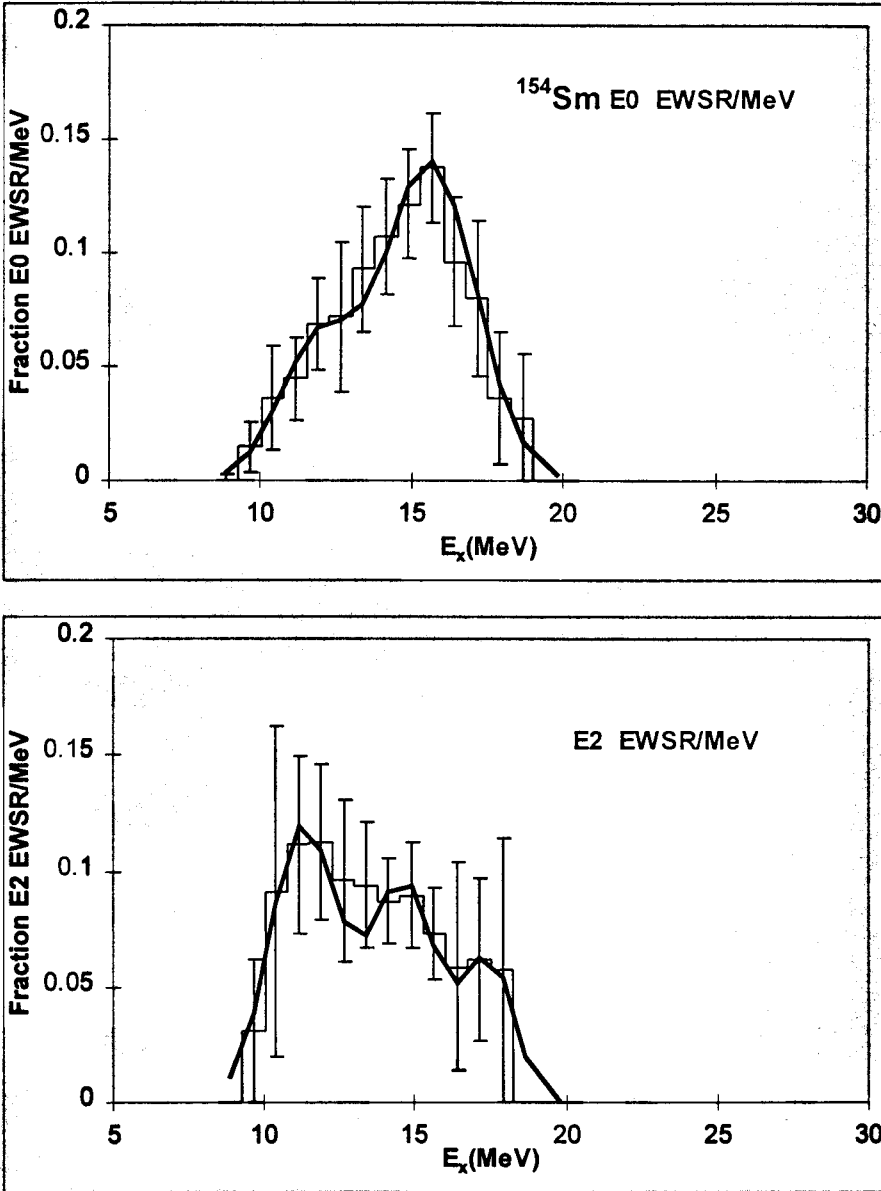 0.2
0.15
0.1
0.05
0
Fraction E0 EWSR/MeV
154Sm E0 EWSR/MeV
5 10 15 20 25 30
Ex(MeV)
0.2
0.15
0.1
0.05
0
Fraction E2 EWSR/MeV
E2 EWSR/MeV
5 10 15 20 25 30
Ex(MeV)